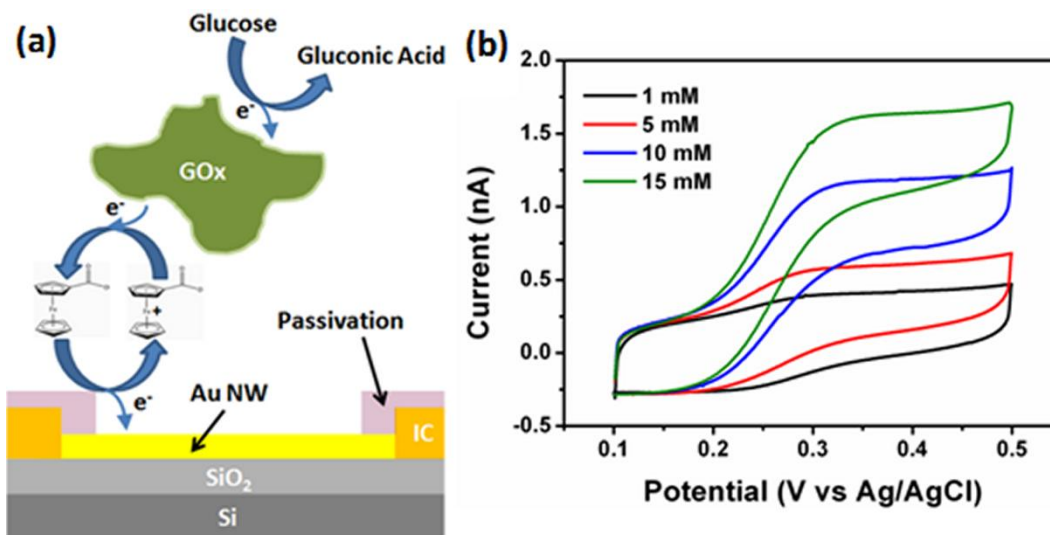 (a)
Glucose
Gluconic Acid
e-
GOx
e-
Fe
Fe
+
Passivation
e-
Au NW
IC
SiO2
Si
(b)
2.0
1.5
1.0
0.5
0.0
-0.5
1 mM
5 mM
10 mM
15 mM
Current (nA)
0.1 0.2 0.3 0.4 0.5
Potential (V vs Ag/AgCl)